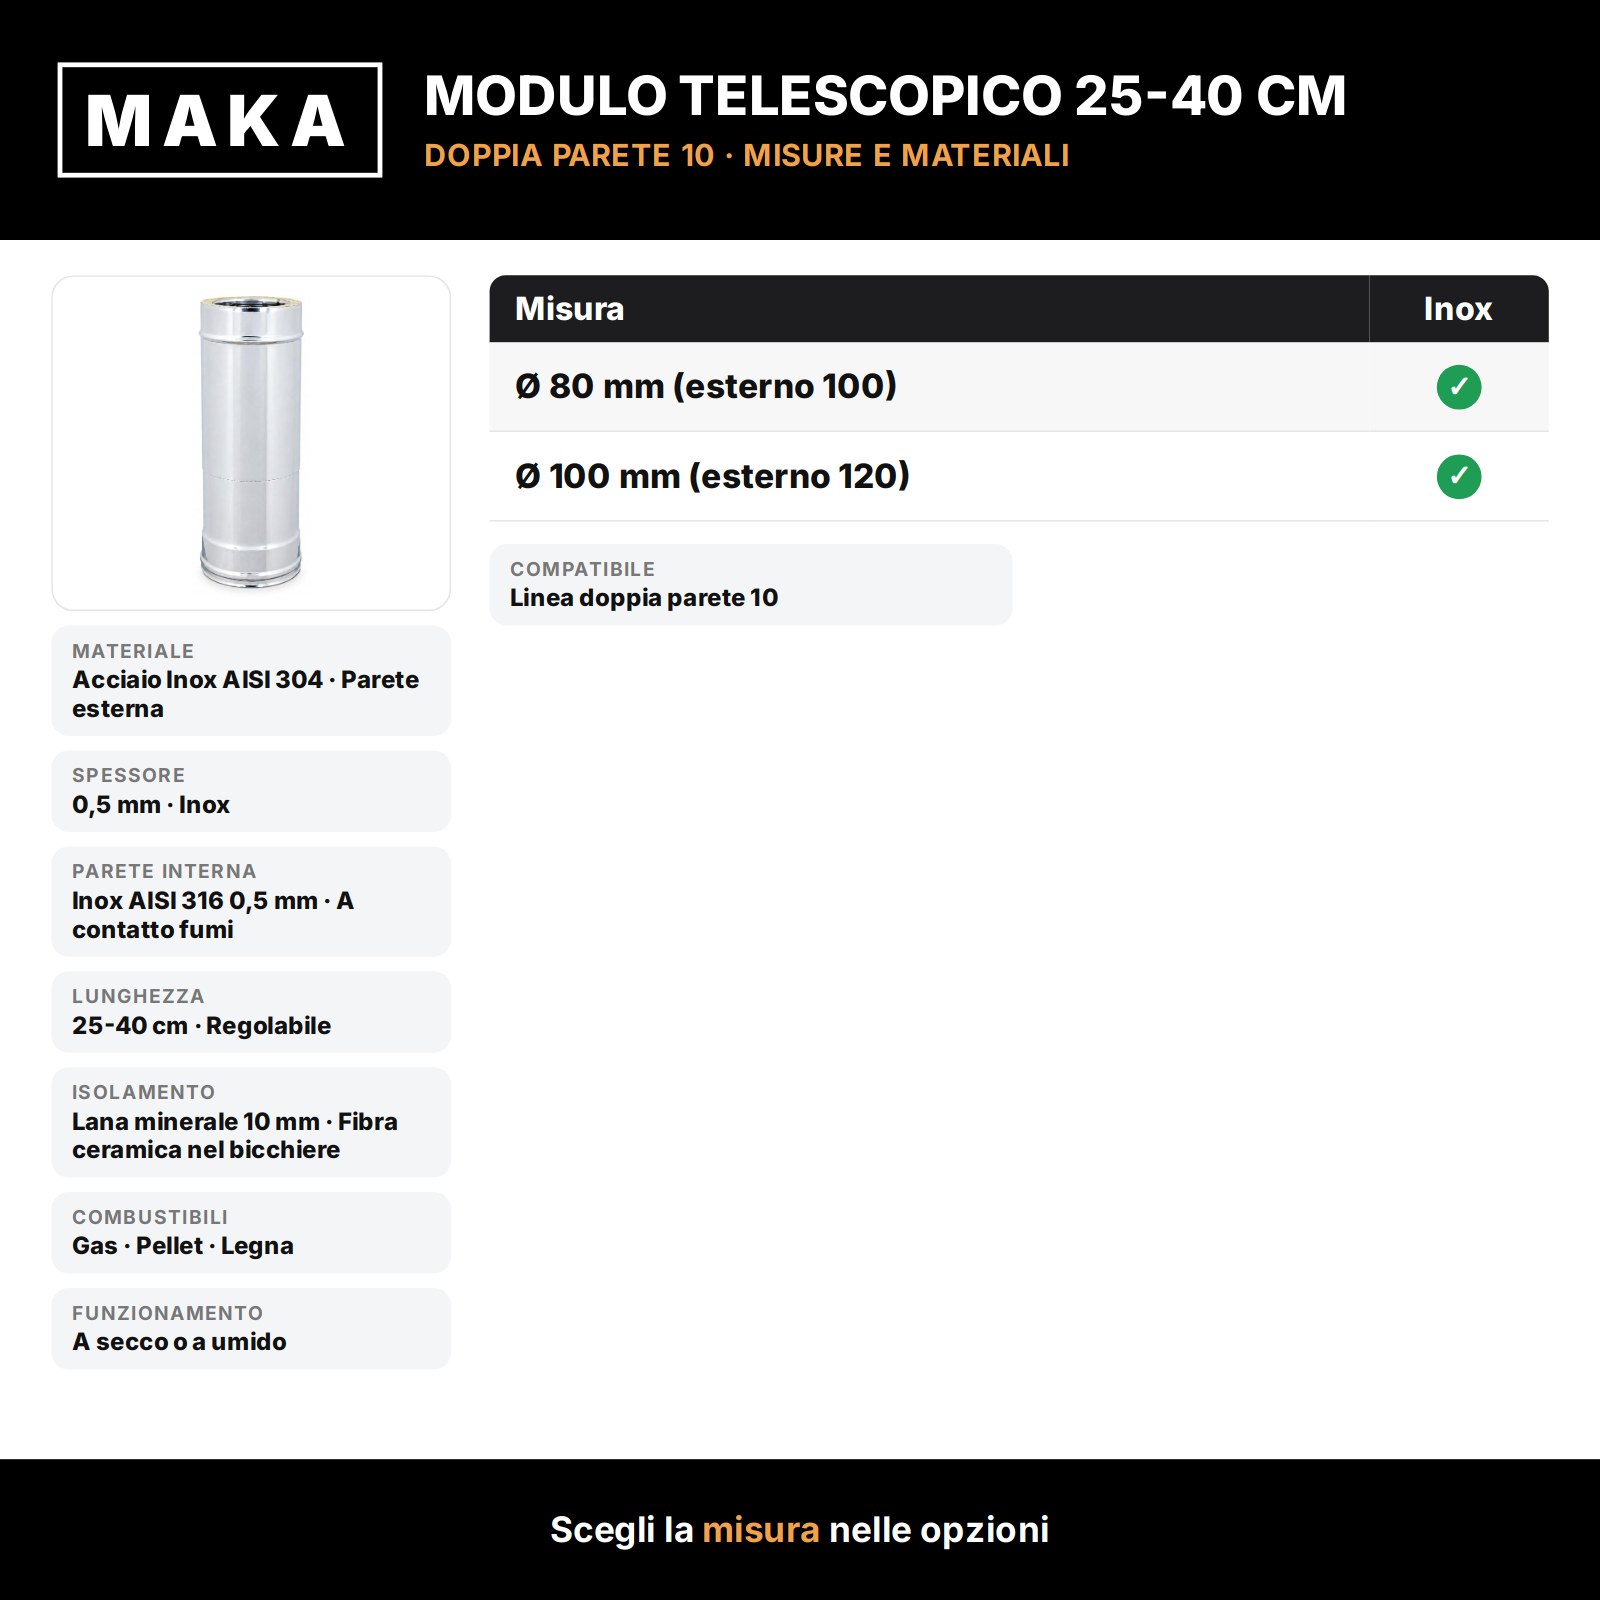 MAKA
MODULO TELESCOPICO 25-40 CM
DOPPIA PARETE 10 · MISURE E MATERIALI
Misura Inox
Ø 80 mm (esterno 100) ✓
Ø 100 mm (esterno 120) ✓
COMPATIBILE
Linea doppia parete 10
MATERIALE
Acciaio Inox AISI 304 · Parete
esterna
SPESSORE
0,5 mm · Inox
PARETE INTERNA
Inox AISI 316 0,5 mm · A
contatto fumi
LUNGHEZZA
25-40 cm · Regolabile
ISOLAMENTO
Lana minerale 10 mm · Fibra
ceramica nel bicchiere
COMBUSTIBILI
Gas · Pellet · Legna
FUNZIONAMENTO
A secco o a umido
Scegli la misura nelle opzioni